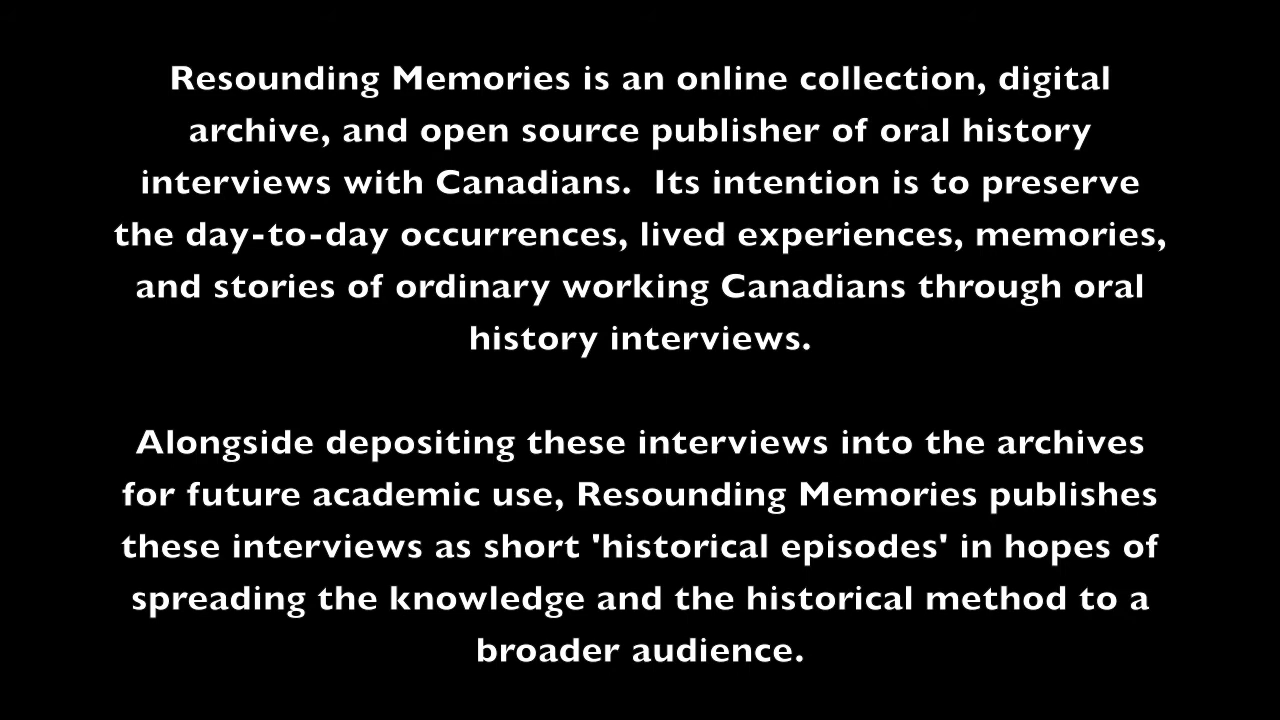 Resounding Memories is an online collection, digital
archive, and open source publisher of oral history
interviews with Canadians.  Its intention is to preserve
the day-to-day occurrences, lived experiences, memories,
and stories of ordinary working Canadians through oral
history interviews.
Alongside depositing these interviews into the archives
for future academic use, Resounding Memories publishes
these interviews as short 'historical episodes' in hopes of
spreading the knowledge and the historical method to a
broader audience.